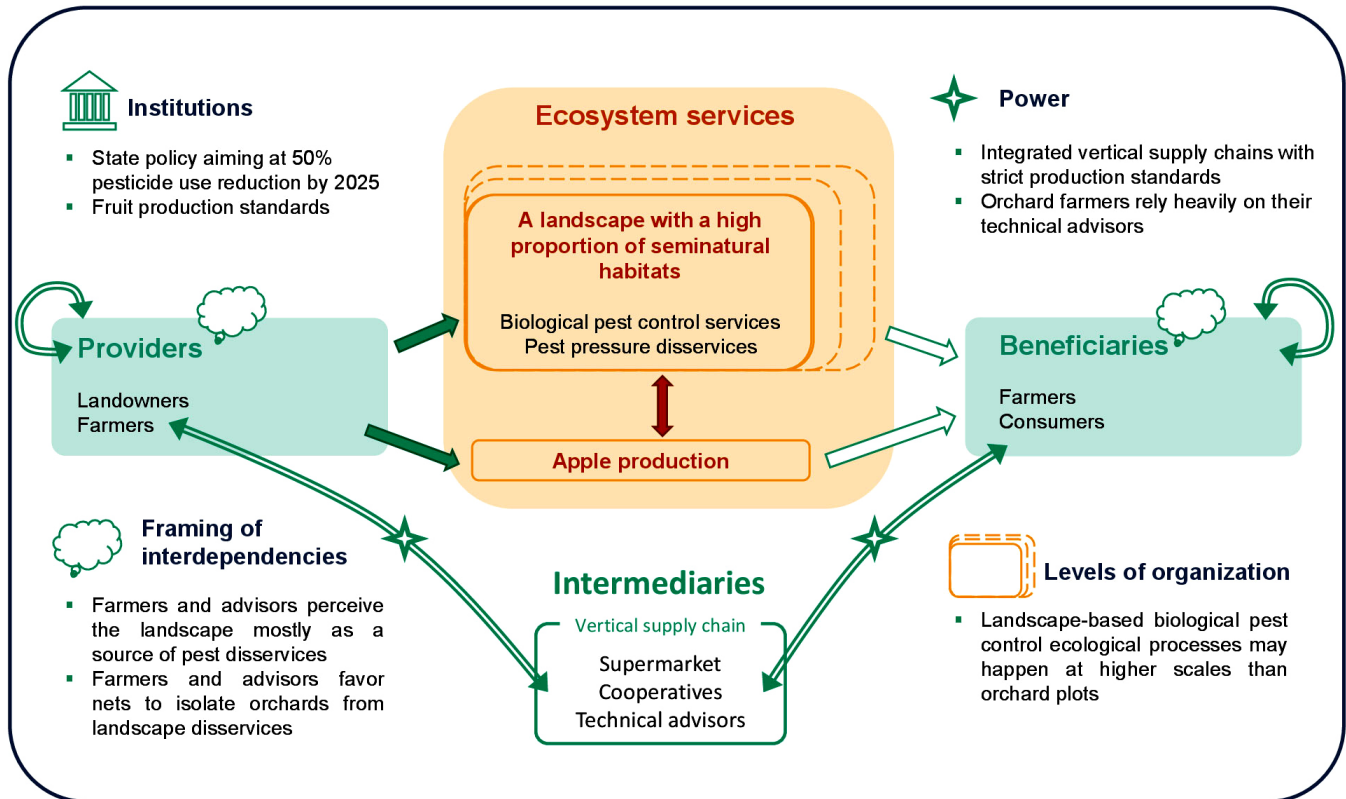 Institutions
▪ State policy aiming at 50%
pesticide use reduction by 2025
▪ Fruit production standards
Ecosystem services
A landscape with a high
proportion of seminatural
habitats
Biological pest control services
Pest pressure disservices
Apple production
Power
▪ Integrated vertical supply chains with
strict production standards
▪ Orchard farmers rely heavily on their
technical advisors
Providers
Landowners
Farmers
Beneficiaries
Farmers
Consumers
Framing of
interdependencies
▪ Farmers and advisors perceive
the landscape mostly as a
source of pest disservices
▪ Farmers and advisors favor
nets to isolate orchards from
landscape disservices
Intermediaries
Vertical supply chain
Supermarket
Cooperatives
Technical advisors
Levels of organization
▪ Landscape-based biological pest
control ecological processes may
happen at higher scales than
orchard plots